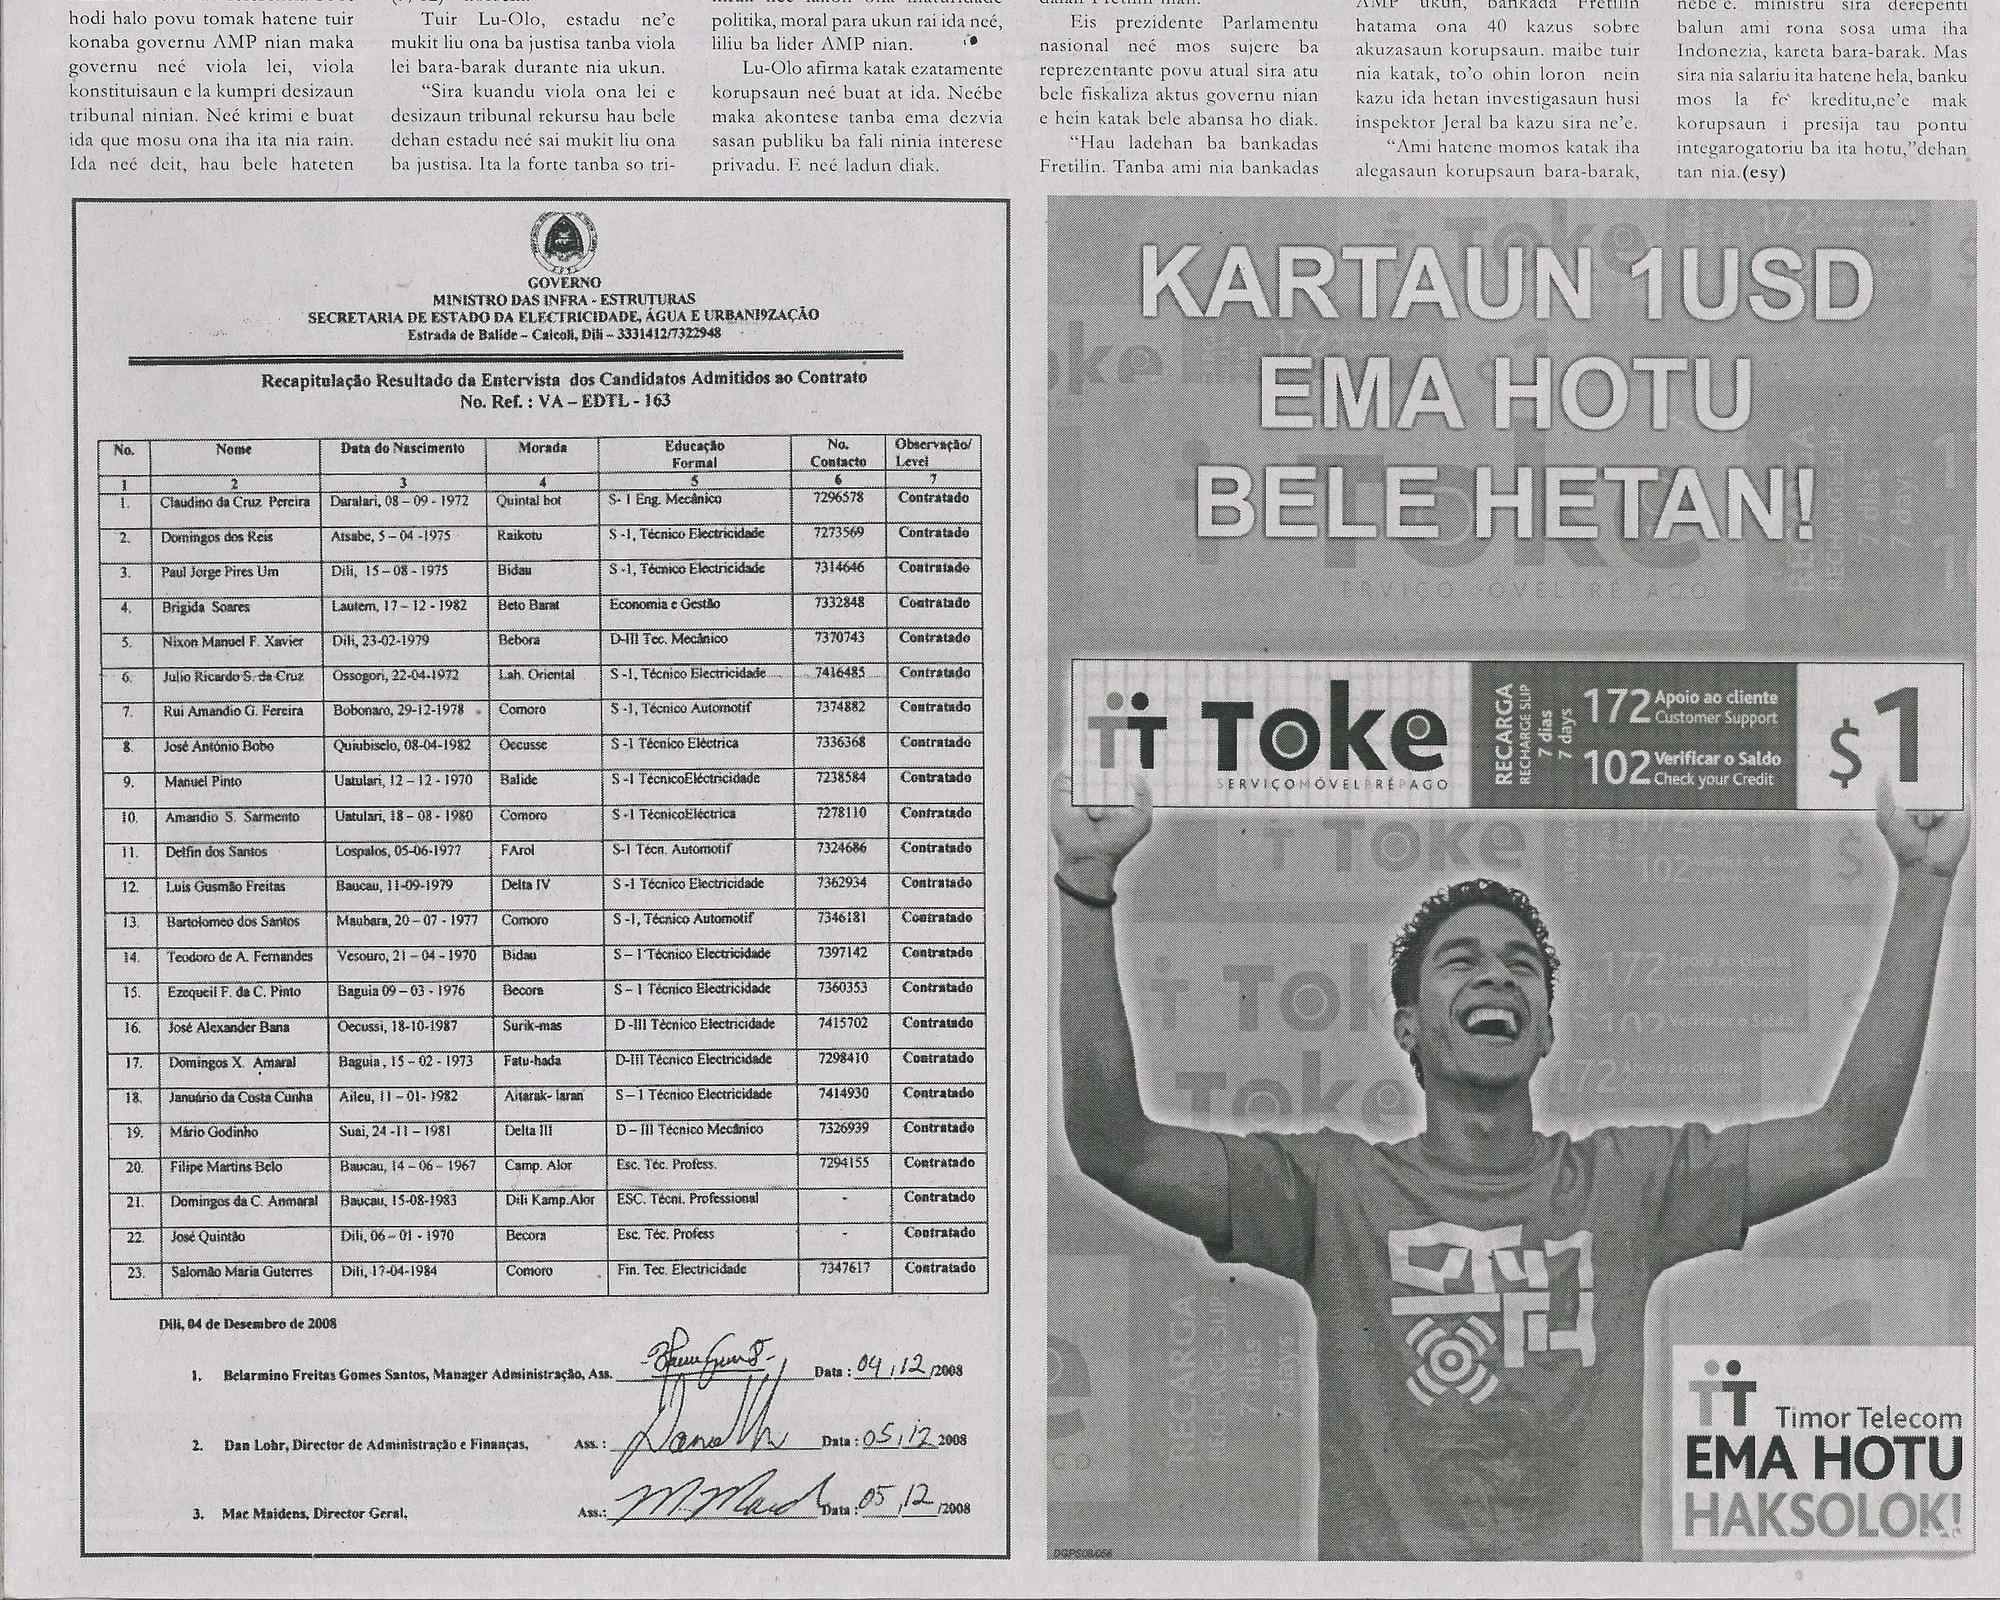 hodi halo povu tomak hatene tuir
konaba governu AMP nian maka
governu neé viola lei, viola
konstituisaun e la kumpri desizaun
tribunal ninian. Neé krimi e buat
ida que mosu ona iha ita nia rain.
Ida neé deit, hau bele hateten
Tuir Lu-Olo, estadu ne'e
mukit liu ona ba justisa tanba viola
lei bara-barak durante nia ukun.
“Sira kuandu viola ona lei e
desizaun tribunal rekursu hau bele
dehan estadu neé sai mukit liu ona
ba justisa. Ita la forte tanba so tri-
politika, moral para ukun rai ida neé,
liliu ba lider AMP nian.
Lu-Olo afirma katak ezatamente
korupsaun neé buat at ida. Neébe
maka akontese tanba ema dezvia
sasan publiku ba fali ninia interese
privadu. E neé ladun diak.
Eis prezidente Parlamentu
nasional neé mos sujere ba
reprezentante povu atual sira atu
bele fiskaliza aktus governu nian
e hein katak bele abansa ho diak.
“Hau ladehan ba bankadas
Fretilin. Tanba ami nia bankadas
AMP ukun, bankada Fretilin
hatama ona 40 kazus sobre
akuzasaun korupsaun. maibe tuir
nia katak, to'o ohin loron nein
kazu ida hetan investigasaun husi
inspektor Jeral ba kazu sira ne'e.
“Ami hatene momos katak iha
alegasaun korupsaun bara-barak,
nebe'e. ministru sira derepenti
balun ami rona sosa uma iha
Indonezia, kareta bara-barak. Mas
sira nia salariu ita hatene hela, banku
mos la fo kreditu,ne'e mak
korupsaun i presija tau pontu
integarogatoriu ba ita hotu,”dehan
tan nia.(esy)
GOVERNO
MINISTRO DAS INFRA - ESTRUTURAS
SECRETARIA DE ESTADO DA ELECTRICIDADE, ÁGUA E URBANI9ZAÇÃO
Estrada de Balide – Caicoli, Dili – 3331412/7322948
Recapitulação Resultado da Entervista dos Candidatos Admitidos ao Contrato
No. Ref. : VA – EDTL - 163
No. Nome Data do Nascimento Morada Educação Formal No. Contacto Observação/ Level
1 2 3 4 5 6 7
1. Claudino da Cruz Pereira Daralari, 08 – 09 - 1972 Quintal bot S- 1 Eng. Mecânico 7296578 Contratado
2. Domingos dos Reis Atsabe, 5 – 04 -1975 Raikotu S -1, Técnico Electricidade 7273569 Contratado
3. Paul Jorge Pires Um Dili, 15 – 08 - 1975 Bidau S -1, Técnico Electricidade 7314646 Contratado
4. Brigida Soares Lautem, 17 – 12 - 1982 Beto Barat Economia e Gestão 7332848 Contratado
5. Nixon Manuel F. Xavier Dili, 23-02-1979 Bebora D-III Tec. Mecânico 7370743 Contratado
6. Julio Ricardo S. da Cruz Ossogori, 22-04-1972 Lah. Oriental S -1, Técnico Electricidade 7416485 Contratado
7. Rui Amandio G. Fereira Bobonaro, 29-12-1978 Comoro S -1, Técnico Automotif 7374882 Contratado
8. José António Bobo Quiubiselo, 08-04-1982 Oecusse S -1 Técnico Eléctrica 7336368 Contratado
9. Manuel Pinto Uatulari, 12 – 12 - 1970 Balide S -1 TécnicoEléctricidade 7238584 Contratado
10. Amandio S. Sarmento Uatulari, 18 – 08 - 1980 Comoro S -1 TécnicoEléctrica 7278110 Contratado
11. Delfin dos Santos Lospalos, 05-06-1977 FArol S-1 Técn. Automotif 7324686 Contratado
12. Luis Gusmão Freitas Baucau, 11-09-1979 Delta IV S -1 Técnico Electricidade 7362934 Contratado
13. Bartolomeo dos Santos Maubara, 20 – 07 - 1977 Comoro S -1, Técnico Automotif 7346181 Contratado
14. Teodoro de A. Fernandes Vesouro, 21 – 04 - 1970 Bidau S – 1 Técnico Electricidade 7397142 Contratado
15. Ezequeil F. da C. Pinto Baguia 09 – 03 - 1976 Becora S – 1 Técnico Electricidade 7360353 Contratado
16. José Alexander Bana Oecussi, 18-10-1987 Surik-mas D -III Técnico Electricidade 7415702 Contratado
17. Domingos X. Amaral Baguia , 15 – 02 - 1973 Fatu-hada D-III Técnico Electricidade 7298410 Contratado
18. Januário da Costa Cunha Aileu, 11 – 01- 1982 Aitarak- laran S – 1 Técnico Electricidade 7414930 Contratado
19. Mário Godinho Suai, 24 -11 – 1981 Delta III D – III Técnico Mecânico 7326939 Contratado
20. Filipe Martins Belo Baucau, 14 – 06 – 1967 Camp. Alor Esc. Téc. Profess. 7294155 Contratado
21. Domingos da C. Anmaral Baucau, 15-08-1983 Dili Kamp.Alor ESC. Técni. Professional - Contratado
22. José Quintão Dili, 06 – 01 - 1970 Becora Esc. Téc. Profess - Contratado
23. Salomão Maria Guterres Dili, 17-04-1984 Comoro Fin. Tec. Electricidade 7347617 Contratado
Dili, 04 de Desembro de 2008
1. Belarmino Freitas Gomes Santos, Manager Administração, Ass. Data : 04,12/2008
2. Dan Lohr, Director de Administração e Finanças, Ass. : Data : 05,12 2008
3. Mac Maidens, Director Geral, Ass.: Data : 05,12/2008
KARTAUN 1USD
EMA HOTU
BELE HETAN!
Toke
SERVIÇOMÓVELPRÉPAGO
RECARGA
RECHARGE SLIP
7 dias
7 days
172 Apoio ao cliente
Customer Support
102 Verificar o Saldo
Check your Credit
$1
Timor Telecom
EMA HOTU
HAKSOLOK!
DGPS08/056